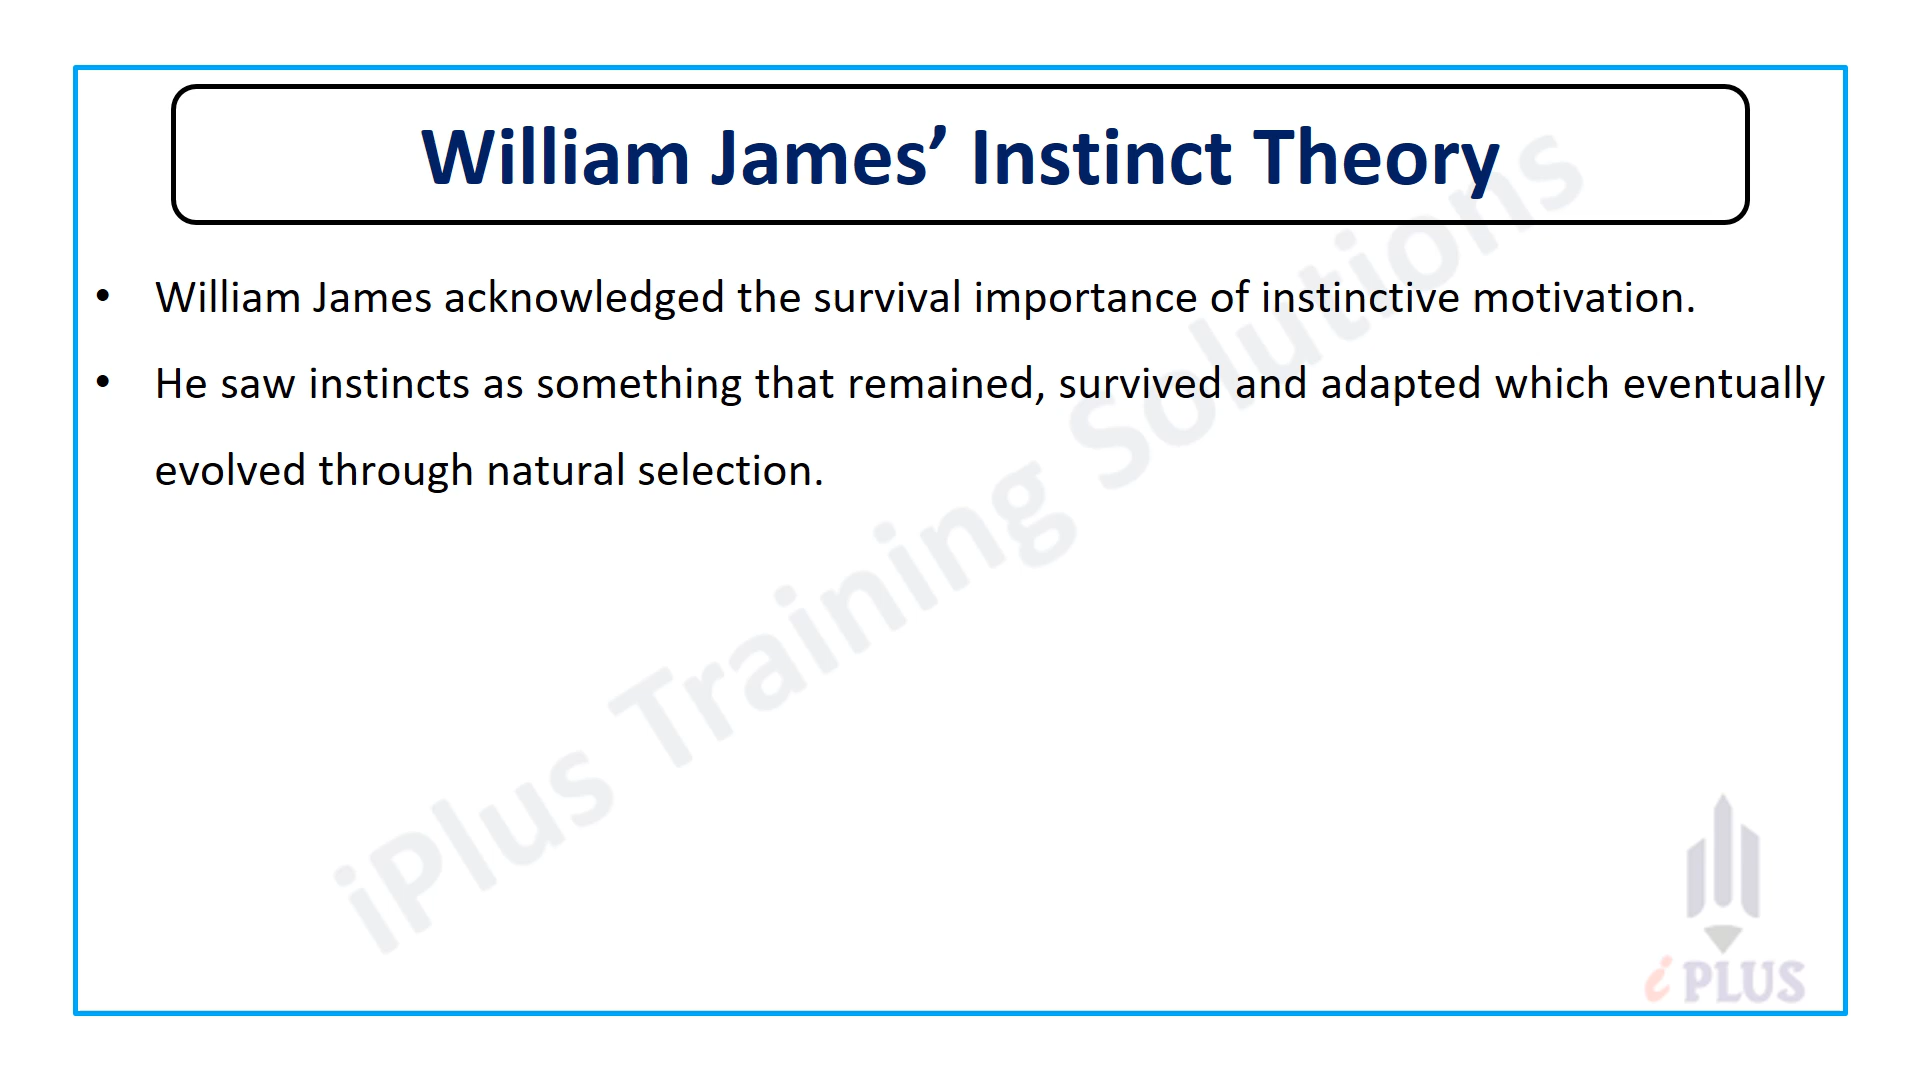 William James’ Instinct Theory
• William James acknowledged the survival importance of instinctive motivation.
• He saw instincts as something that remained, survived and adapted which eventually
evolved through natural selection.
iPlus Training Solutions
i PLUS